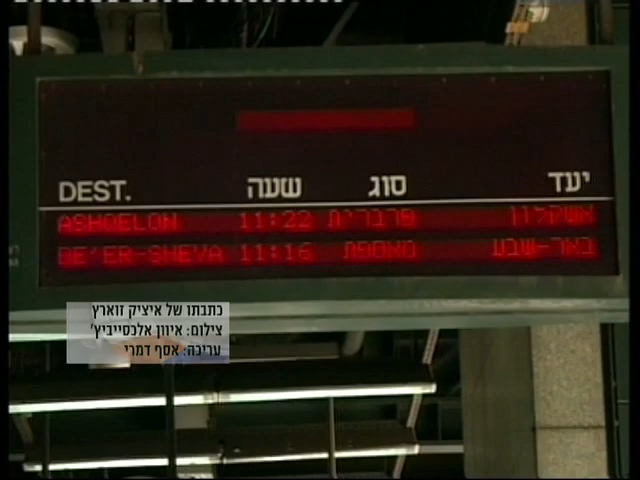 יעד סוג שעה DEST.
אשקלון פרברית 11:22 ASHQELON
באר-שבע מאספת 11:16 BE'ER-SHEVA
כתבתו של איציק זוארץ
צילום: איוון אלכסייביץ'
עריכה: אסף דמרי